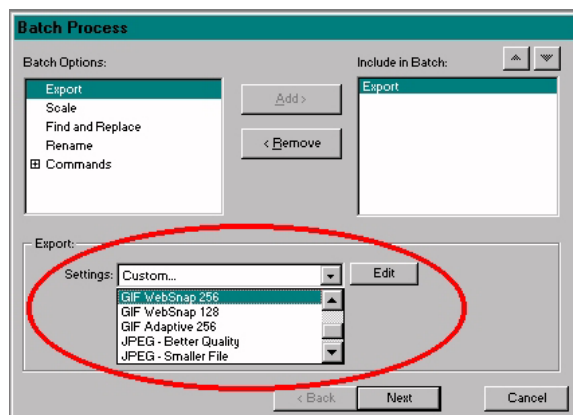 Batch Process
Batch Options:
Include in Batch:
Export
Scale
Find and Replace
Rename
Commands
Add >
< Remove
Export
Export:
Settings: Custom... Edit
GIF WebSnap 256
GIF WebSnap 128
GIF Adaptive 256
JPEG - Better Quality
JPEG - Smaller File
< Back Next Cancel